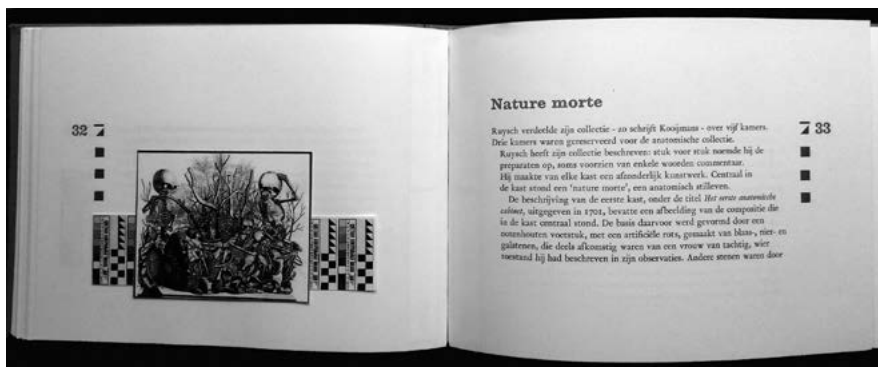 32
Nature morte
33
Ruysch verdeelde zijn collectie - zo schrijft Kooijmans - over vijf kamers.
Drie kamers waren gereserveerd voor de anatomische collectie.
Ruysch heeft zijn collectie beschreven: stuk voor stuk noemde hij de
preparaten op, soms voorzien van enkele woorden commentaar.
Hij maakte van elke kast een afzonderlijk kunstwerk. Centraal in
de kast stond een 'nature morte', een anatomisch stilleven.
De beschrijving van de eerste kast, onder de titel Het eerste anatomische
cabinet, uitgegeven in 1701, bevatte een afbeelding van de compositie die
in de kast centraal stond. De basis daarvoor werd gevormd door een
notenhouten voetstuk, met een artificiële rots, gemaakt van blaas-, nier- en
galstenen, die deels afkomstig waren van een vrouw van tachtig, wier
toestand hij had beschreven in zijn observaties. Andere stenen waren door